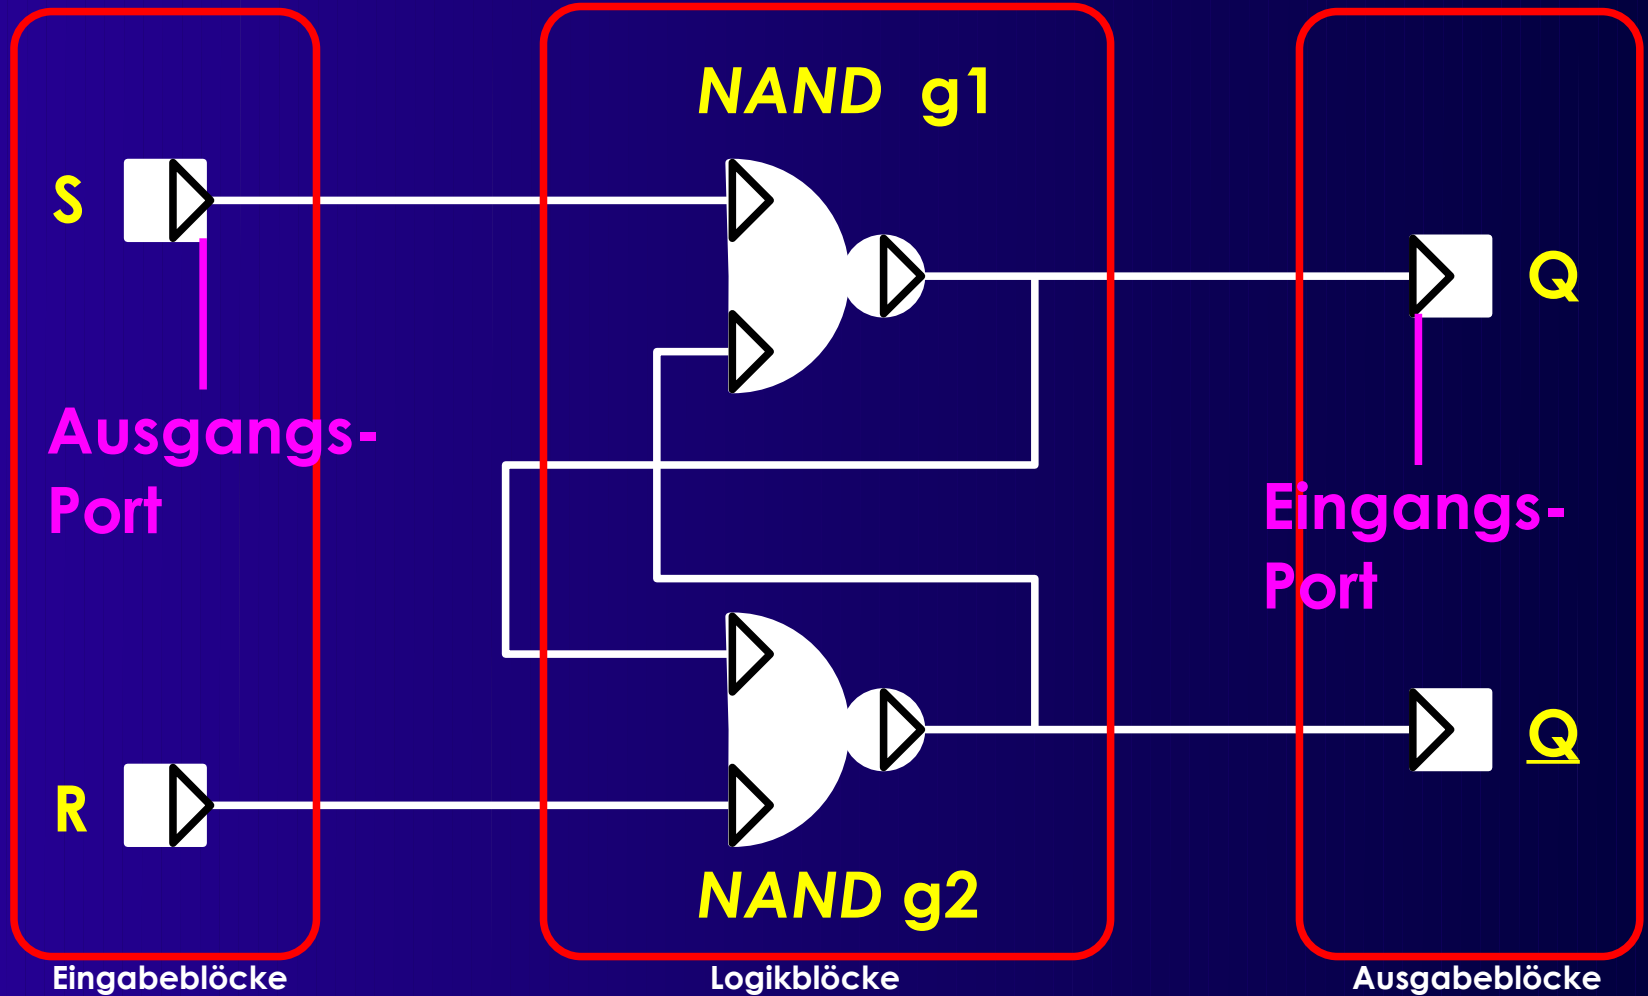 NAND g1
S
Q
Ausgangs-
Port
Eingangs-
Port
Q
R
NAND g2
Eingabeblöcke
Logikblöcke
Ausgabeblöcke